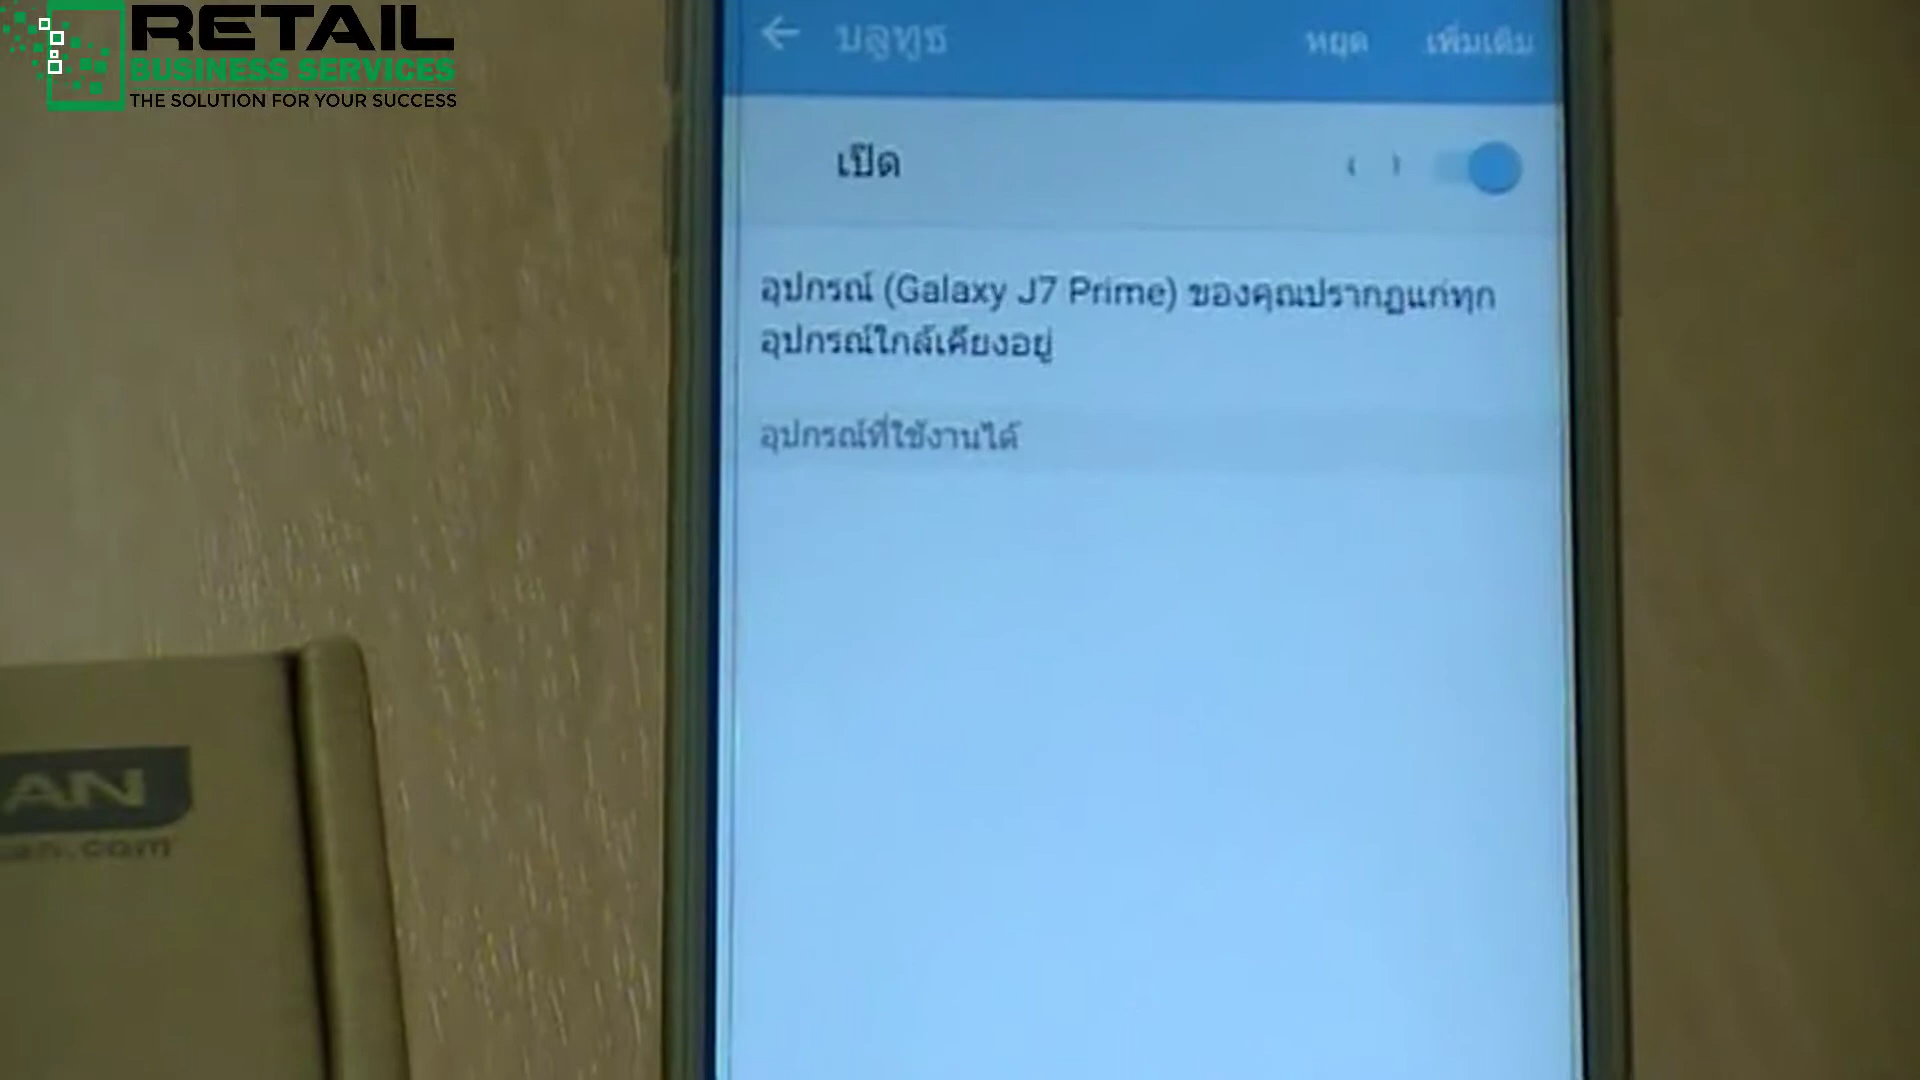 RETAIL
BUSINESS SERVICES
THE SOLUTION FOR YOUR SUCCESS
บลูทูธ
หยุด
เพิ่มเติม
เปิด
อุปกรณ์ (Galaxy J7 Prime) ของคุณปรากฏแก่ทุก
อุปกรณ์ใกล้เคียงอยู่
อุปกรณ์ที่ใช้งานได้
AN
.com